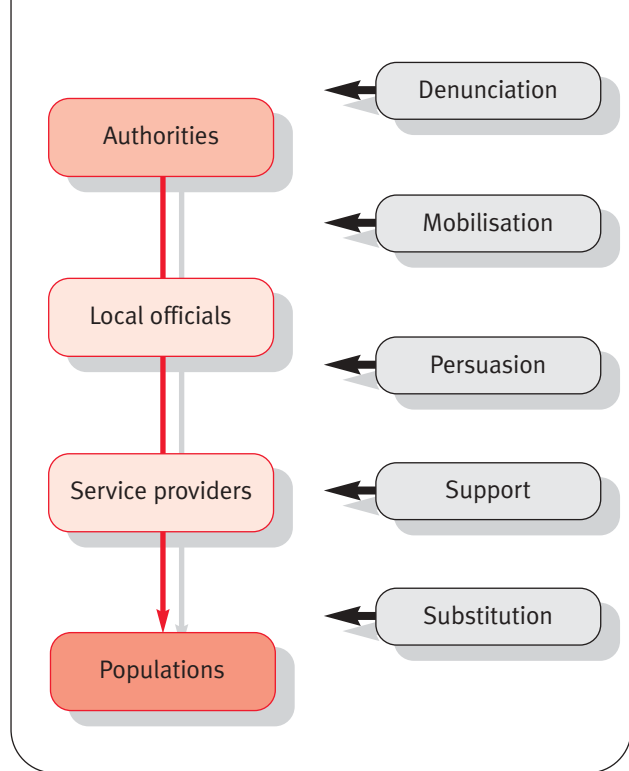 Denunciation
Authorities
Mobilisation
Local officials
Persuasion
Service providers
Support
Substitution
Populations